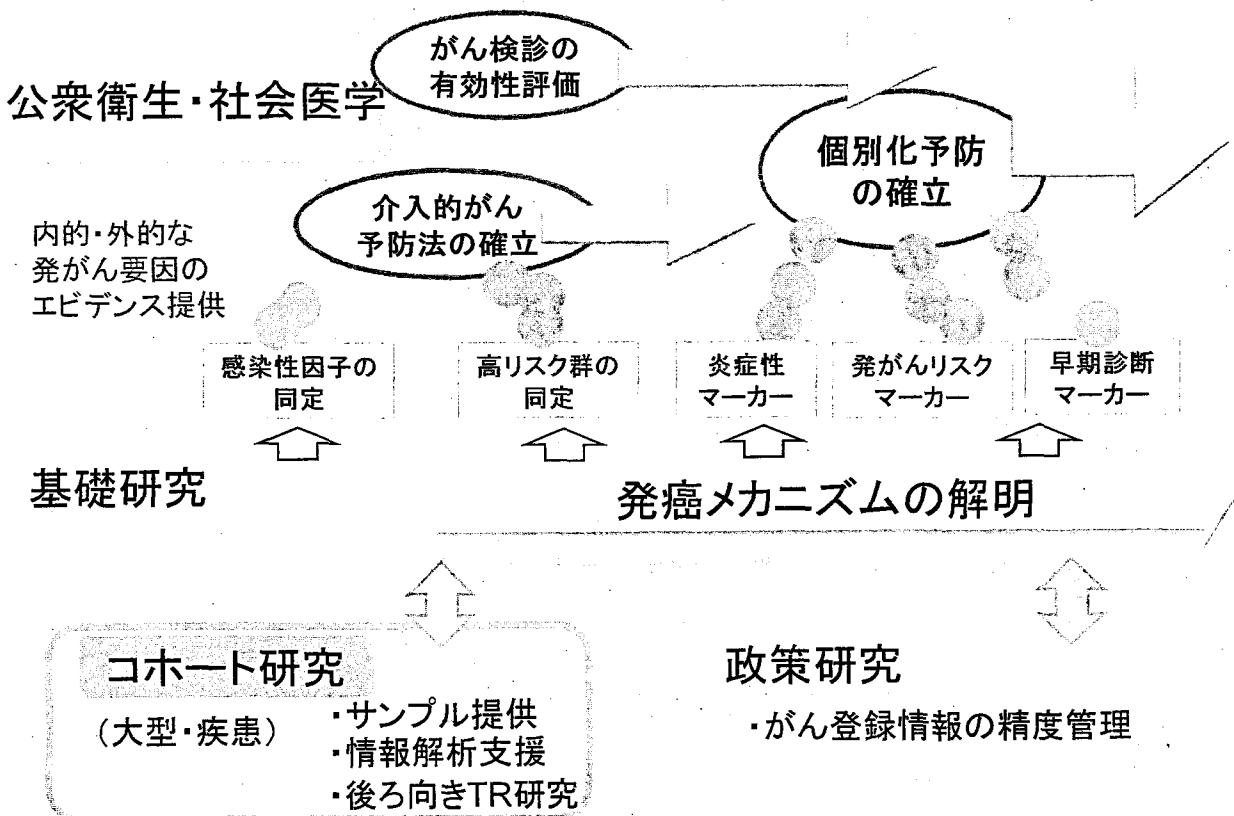 がん検診の
有効性評価
公衆衛生・社会医学
個別化予防
の確立
介入的がん
予防法の確立
内的・外的な
発がん要因の
エビデンス提供
感染性因子の
同定
高リスク群の
同定
炎症性
マーカー
発がんリスク
マーカー
早期診断
マーカー
基礎研究
発癌メカニズムの解明
コホート研究
(大型・疾患)
・サンプル提供
・情報解析支援
・後ろ向きTR研究
政策研究
・がん登録情報の精度管理